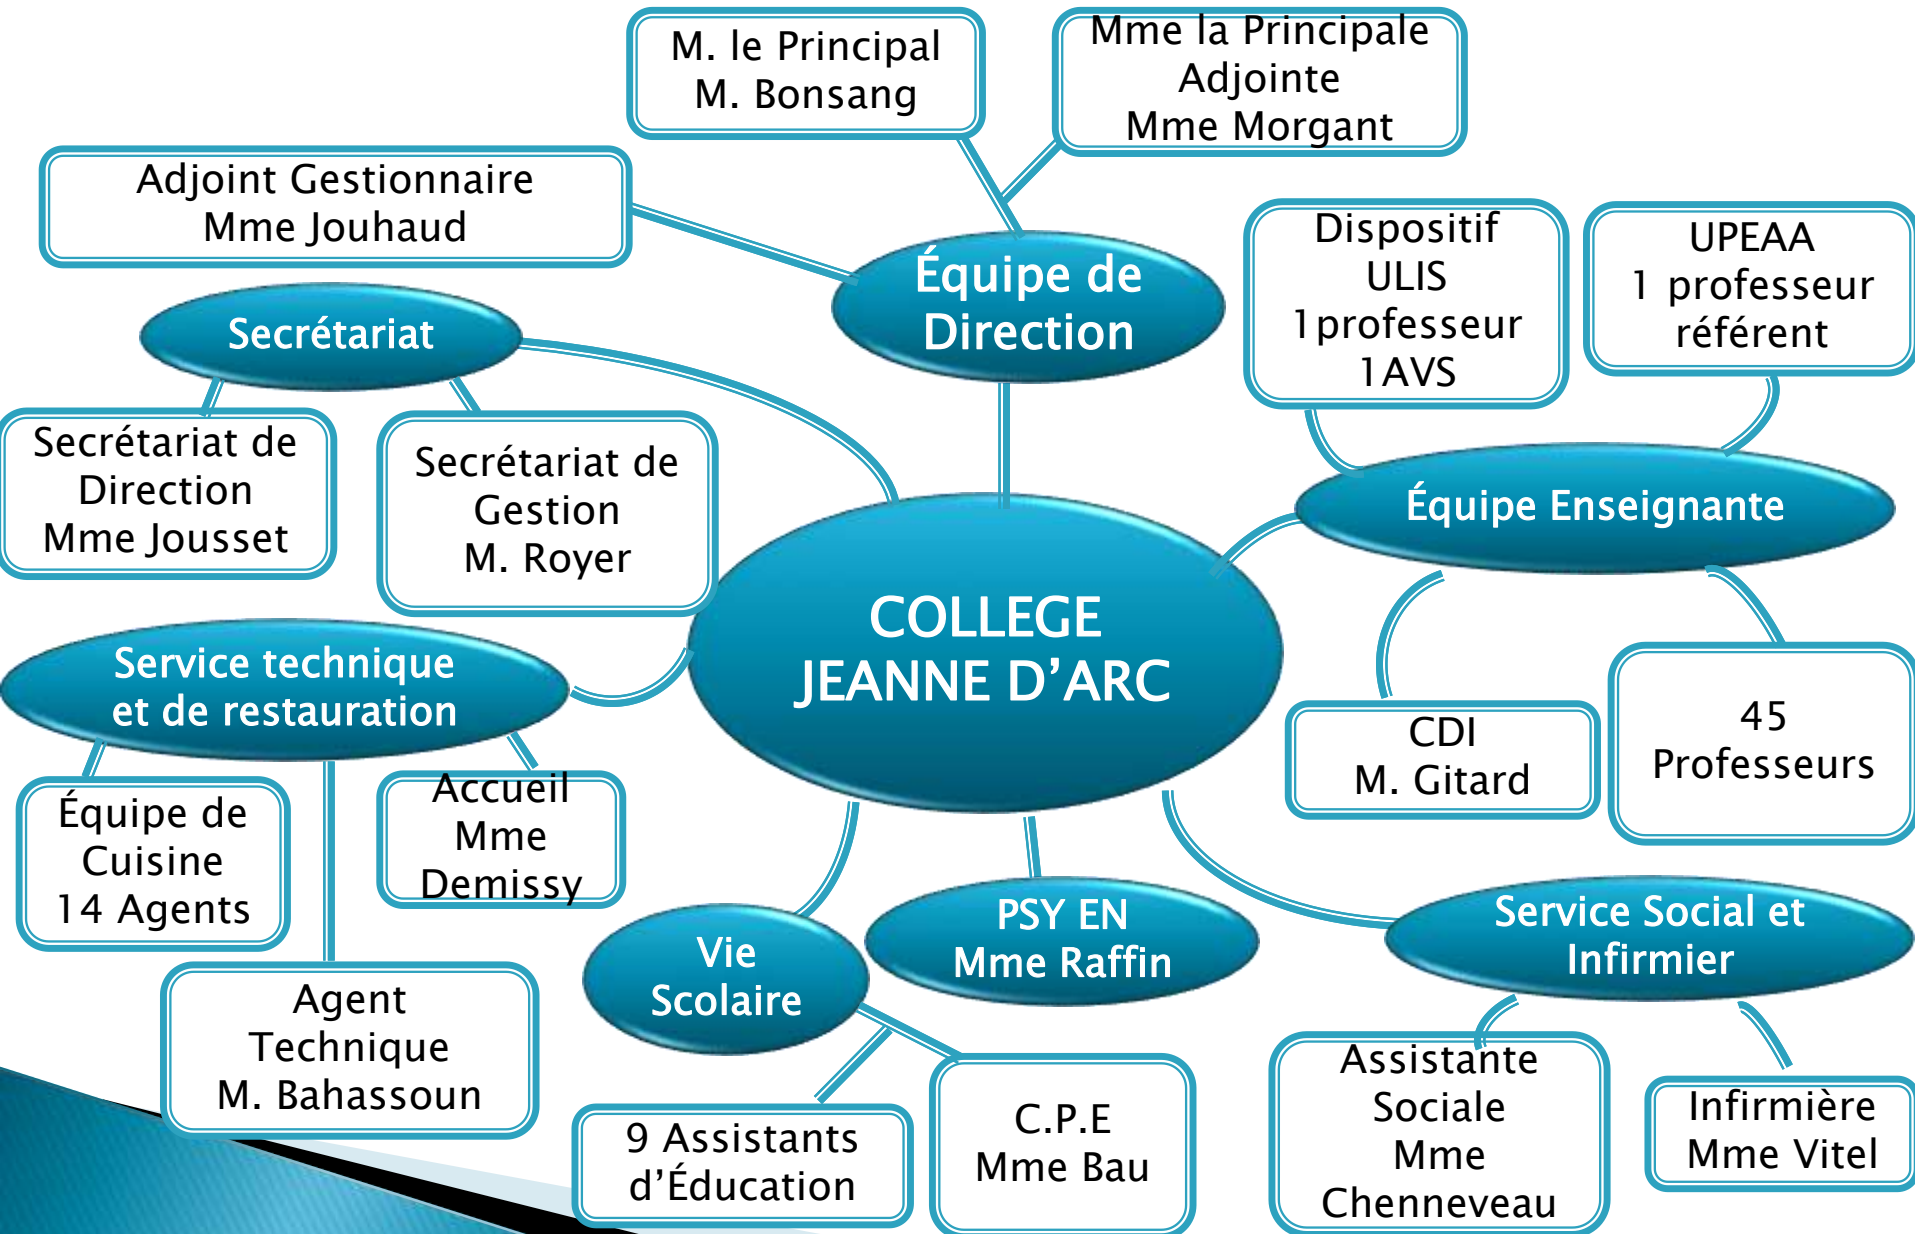 M. le Principal
M. Bonsang
Mme la Principale
Adjointe
Mme Morgant
Adjoint Gestionnaire
Mme Jouhaud
Équipe de
Direction
Dispositif
ULIS
1professeur
1AVS
UPEAA
1 professeur
référent
Secrétariat
Secrétariat de
Direction
Mme Jousset
Secrétariat de
Gestion
M. Royer
Équipe Enseignante
COLLEGE
JEANNE D’ARC
Service technique
et de restauration
CDI
M. Gitard
45
Professeurs
Équipe de
Cuisine
14 Agents
Accueil
Mme
Demissy
Agent
Technique
M. Bahassoun
Vie
Scolaire
PSY EN
Mme Raffin
Service Social et
Infirmier
9 Assistants
d’Éducation
C.P.E
Mme Bau
Assistante
Sociale
Mme
Chenneveau
Infirmière
Mme Vitel